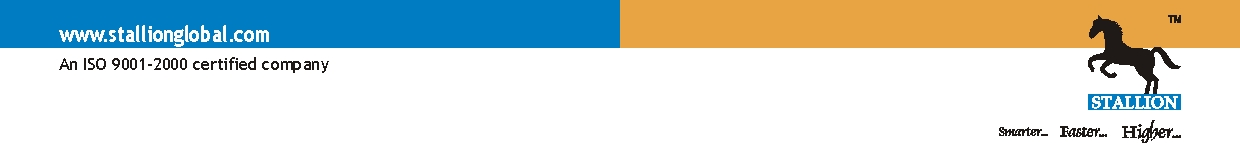 www.stallionglobal.com
An ISO 9001-2000 certified company
TM
STALLION
Smarter... Faster... Higher...